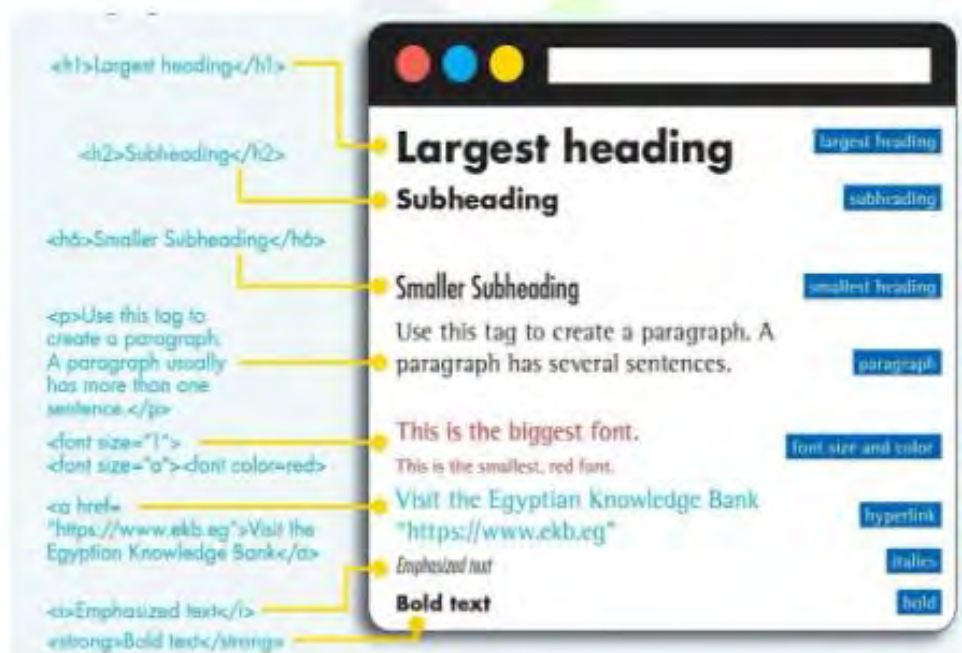 <h1>Largest heading</h1>
<h2>Subheading</h2>
<h6>Smaller Subheading</h6>
<p>Use this tag to
create a paragraph.
A paragraph usually
has more than one
sentence.</p>
<font size="1">
<font size="a"><font color=red>
<a href=
"https://www.ekb.eg">Visit the
Egyptian Knowledge Bank</a>
<i>Emphasized text</i>
<strong>Bold text</strong>
Largest heading
largest heading
Subheading
subheading
Smaller Subheading
smallest heading
Use this tag to create a paragraph. A
paragraph has several sentences.
paragraph
This is the biggest font.
This is the smallest, red font.
font size and color
Visit the Egyptian Knowledge Bank
"https://www.ekb.eg"
hyperlink
Emphasized text
italics
Bold text
bold